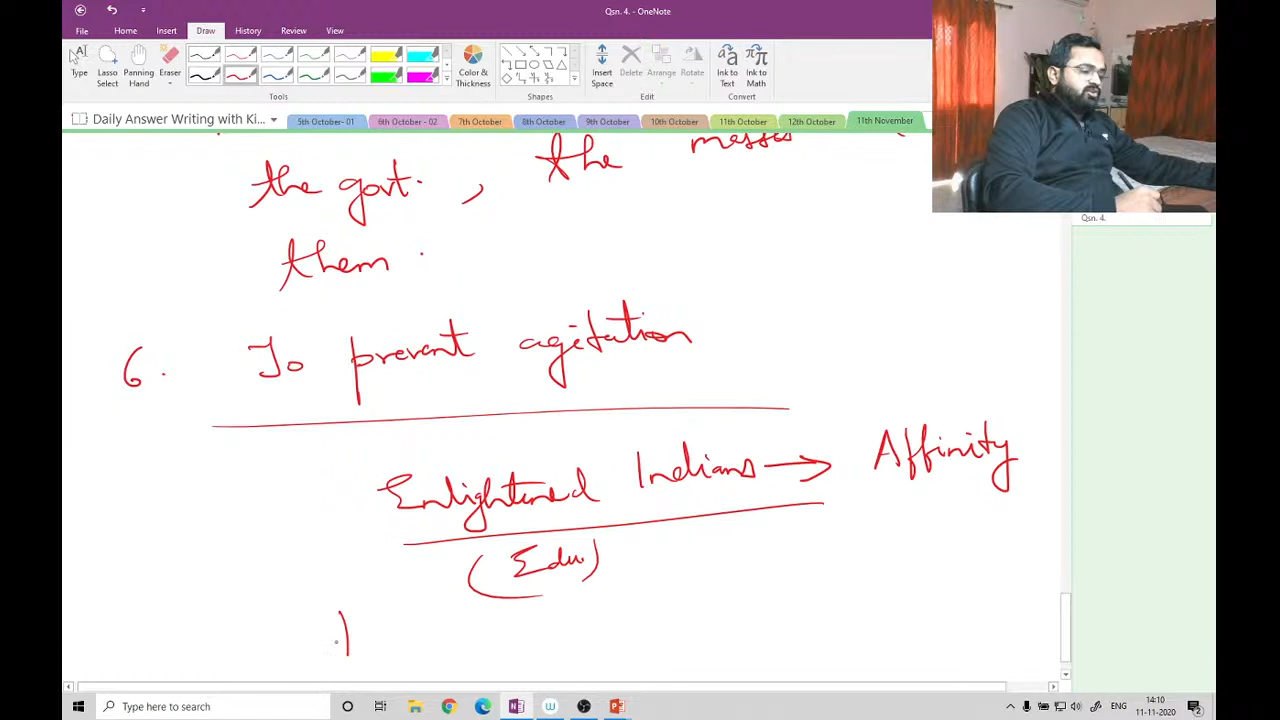 Qsn. 4. - OneNote
File Home Insert Draw History Review View
Type
Lasso Select
Panning Hand
Eraser
Color & Thickness
Insert Space
Delete
Arrange
Rotate
Ink to Text
Ink to Math
Tools Shapes Edit Convert
Daily Answer Writing with Ki... 5th October- 01 6th October - 02 7th October 8th October 9th October 10th October 11th October 12th October 11th November
Qsn. 4.
the govt. , the masses
them .
6. To prevent agitation
Enlightened Indians → Affinity
(Edu)
Type here to search
ENG 14:10
11-11-2020 2